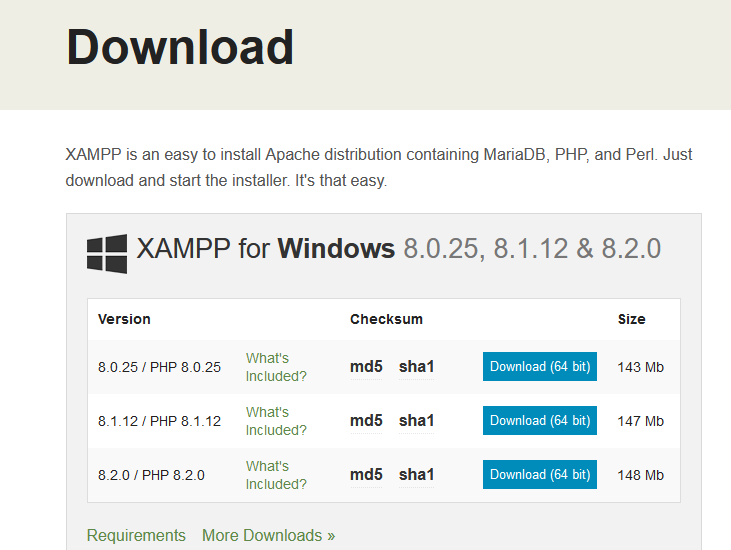 Download
XAMPP is an easy to install Apache distribution containing MariaDB, PHP, and Perl. Just
download and start the installer. It's that easy.
XAMPP for Windows 8.0.25, 8.1.12 & 8.2.0
Version Checksum Size
8.0.25 / PHP 8.0.25 What's Included? md5 sha1 Download (64 bit) 143 Mb
8.1.12 / PHP 8.1.12 What's Included? md5 sha1 Download (64 bit) 147 Mb
8.2.0 / PHP 8.2.0 What's Included? md5 sha1 Download (64 bit) 148 Mb
Requirements More Downloads »